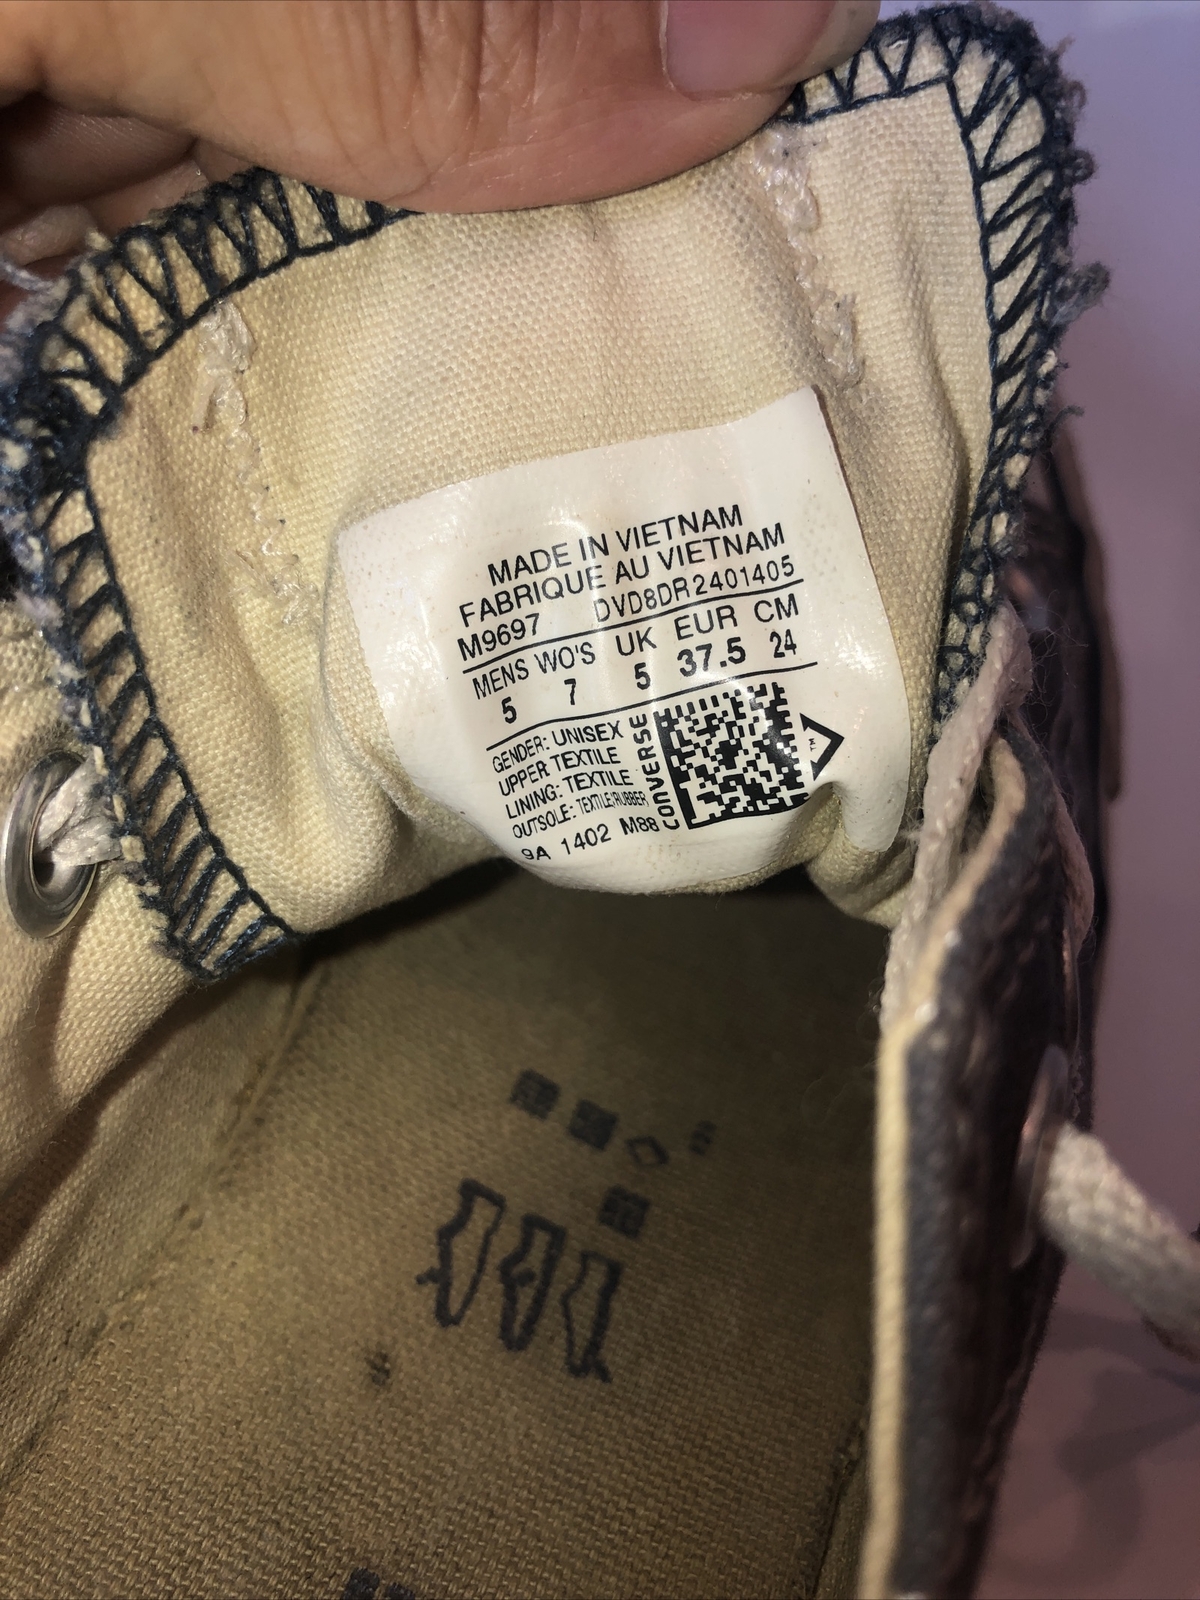 MADE IN VIETNAM
FABRIQUE AU VIETNAM
M9697 DVD8DR2401405
MENS WO'S UK EUR CM
5 7 5 37.5 24
GENDER: UNISEX
UPPER TEXTILE
LINING: TEXTILE
OUTSOLE: TEXTILE/RUBBER
9A 1402 M88
CONVERSE
TM